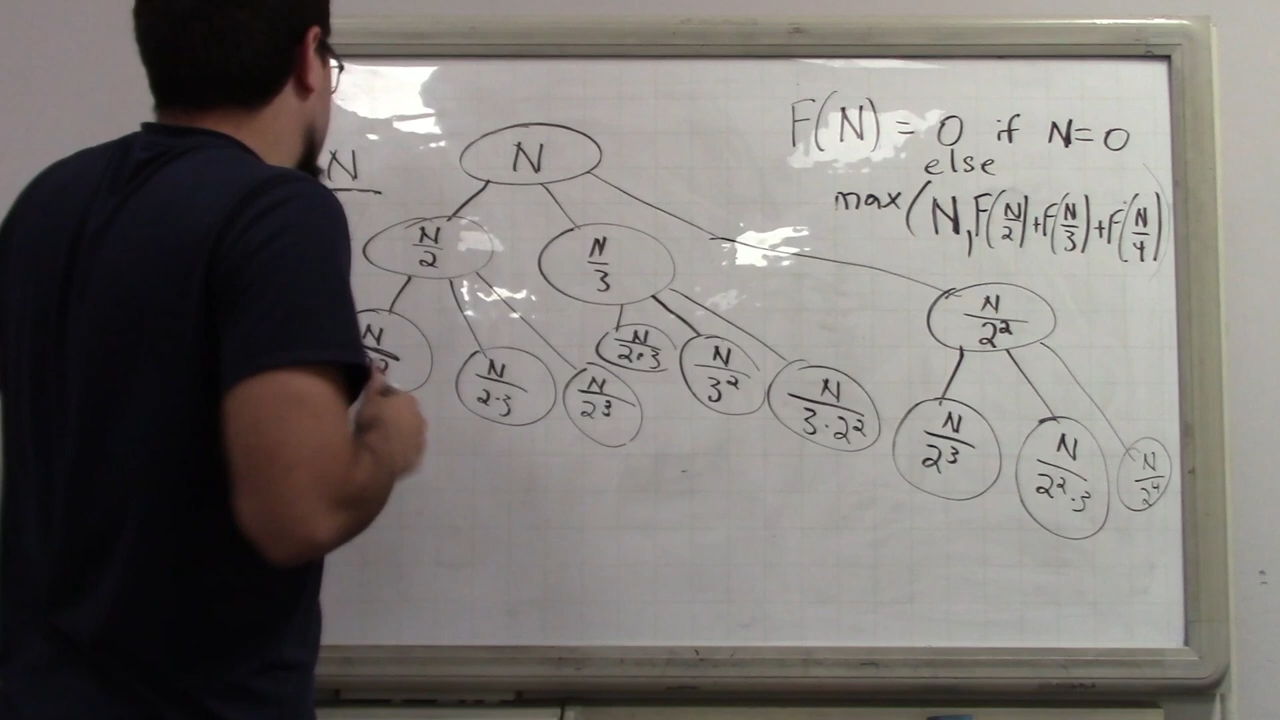 F(N) = 0 if N=0
else
max(N, F(N/2)+F(N/3)+F(N/4))
N
N
N/2
N/3
N/2²
N/2·3
N/2³
N/2·3
N/3²
N/3·2²
N/2³
N/2²·3
N/2⁴